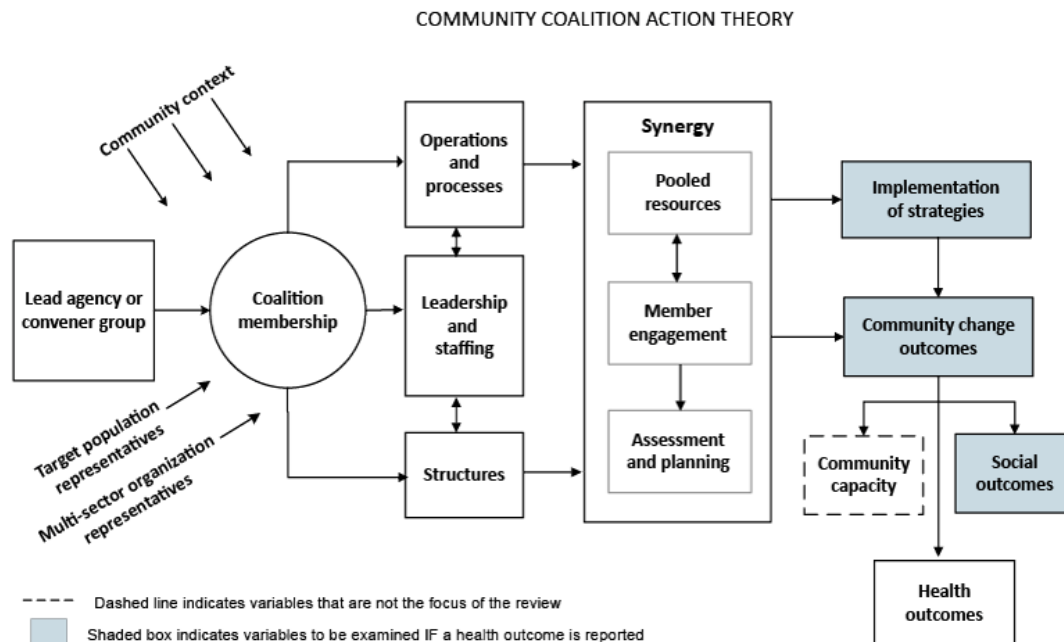 COMMUNITY COALITION ACTION THEORY
Community context
Lead agency or
convener group
Coalition
membership
Target population
representatives
Multi-sector organization
representatives
Operations
and
processes
Leadership
and
staffing
Structures
Synergy
Pooled
resources
Member
engagement
Assessment
and planning
Implementation
of strategies
Community change
outcomes
Community
capacity
Social
outcomes
Health
outcomes
Dashed line indicates variables that are not the focus of the review
Shaded box indicates variables to be examined IF a health outcome is reported